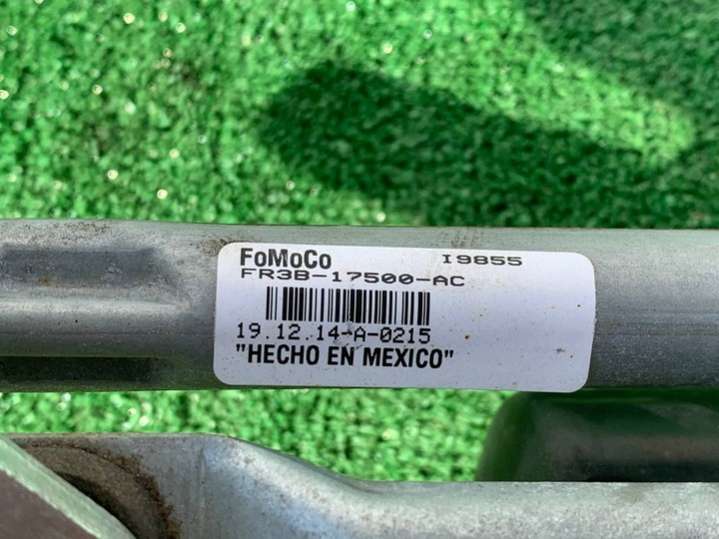 FoMoCo I9855
FR3B-17500-AC
19.12.14-A-0215
"HECHO EN MEXICO"